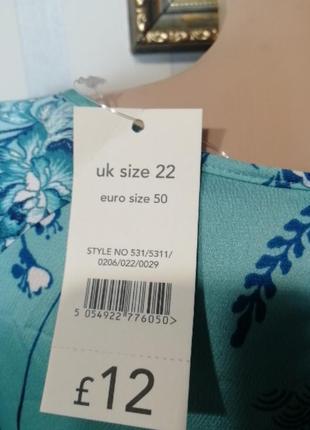 uk size 22
euro size 50
STYLE NO 531/5311/
0206/022/0029
5 054922 776050>
£12